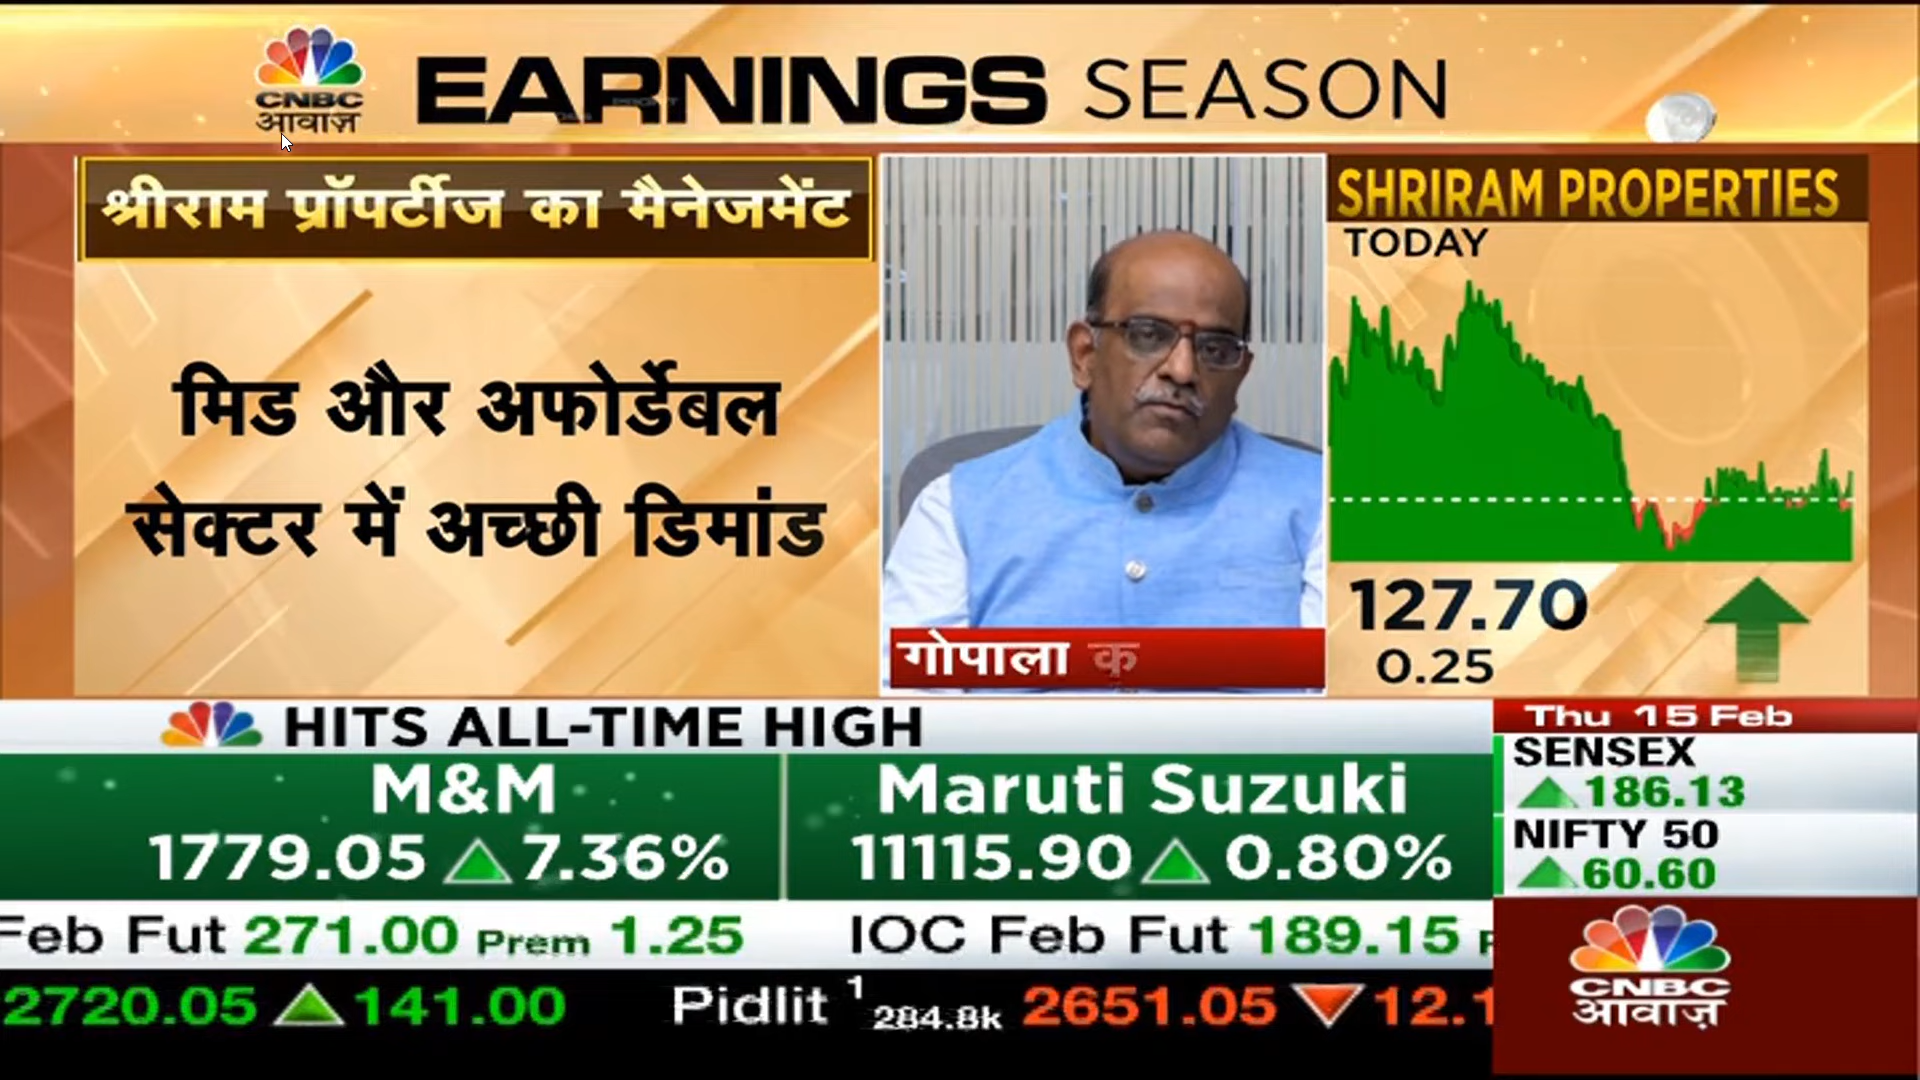 CNBC
आवाज़
EARNINGS SEASON
श्रीराम प्रॉपर्टीज का मैनेजमेंट
मिड और अफोर्डेबल
सेक्टर में अच्छी डिमांड
गोपाला क
SHRIRAM PROPERTIES
TODAY
127.70
0.25
HITS ALL-TIME HIGH
M&M
1779.05 7.36%
Maruti Suzuki
11115.90 0.80%
Thu 15 Feb
SENSEX
186.13
NIFTY 50
60.60
Feb Fut 271.00 Prem 1.25 IOC Feb Fut 189.15
2720.05 141.00 Pidlit 1 284.8k 2651.05 12.1
CNBC
आवाज़